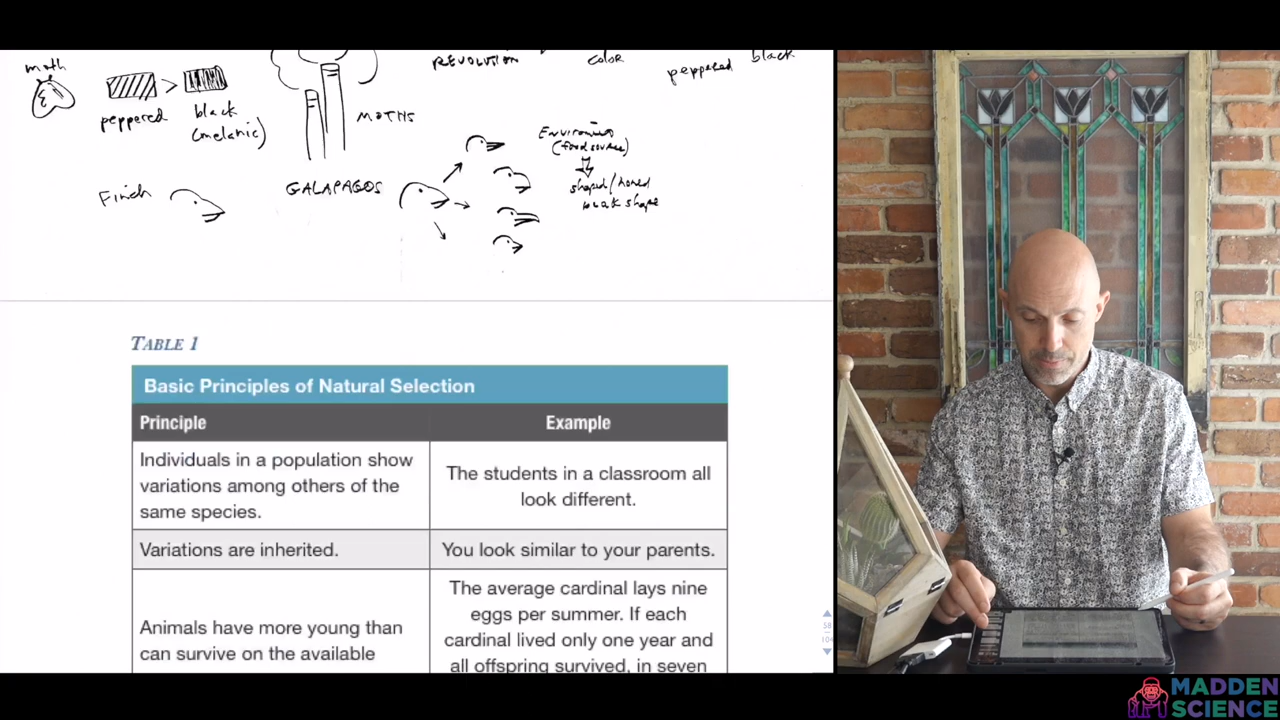 moth
peppered
black
(melanic)
MOTHS
REVOLUTION
color
peppered
black
Finch
GALAPAGOS
(food source)
shaped/honed
beak shape
TABLE 1
Basic Principles of Natural Selection
Principle
Example
Individuals in a population show
variations among others of the
same species.
The students in a classroom all
look different.
Variations are inherited.
You look similar to your parents.
Animals have more young than
can survive on the available
The average cardinal lays nine
eggs per summer. If each
cardinal lived only one year and
all offspring survived, in seven
58
104
MADDEN
SCIENCE